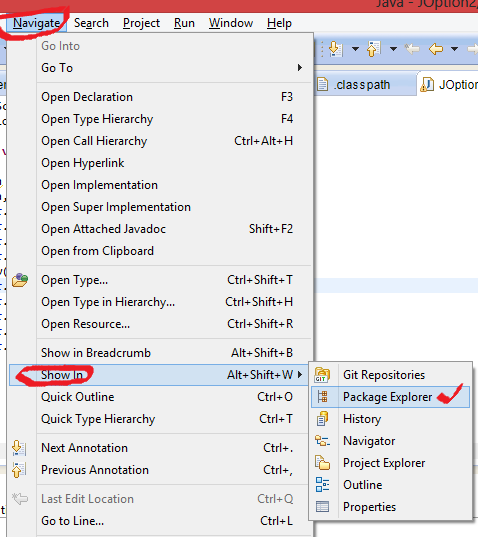 Java - JOption2
Navigate Search Project Run Window Help
Go Into
Go To
.classpath JOption
Open Declaration F3
Open Type Hierarchy F4
Open Call Hierarchy Ctrl+Alt+H
Open Hyperlink
Open Implementation
Open Super Implementation
Open Attached Javadoc Shift+F2
Open from Clipboard
Open Type... Ctrl+Shift+T
Open Type in Hierarchy... Ctrl+Shift+H
Open Resource... Ctrl+Shift+R
Show in Breadcrumb Alt+Shift+B
Show In Alt+Shift+W
Quick Outline Ctrl+O
Quick Type Hierarchy Ctrl+T
Next Annotation Ctrl+.
Previous Annotation Ctrl+,
Last Edit Location Ctrl+Q
Go to Line... Ctrl+L
GIT Git Repositories
Package Explorer
History
Navigator
Project Explorer
Outline
Properties